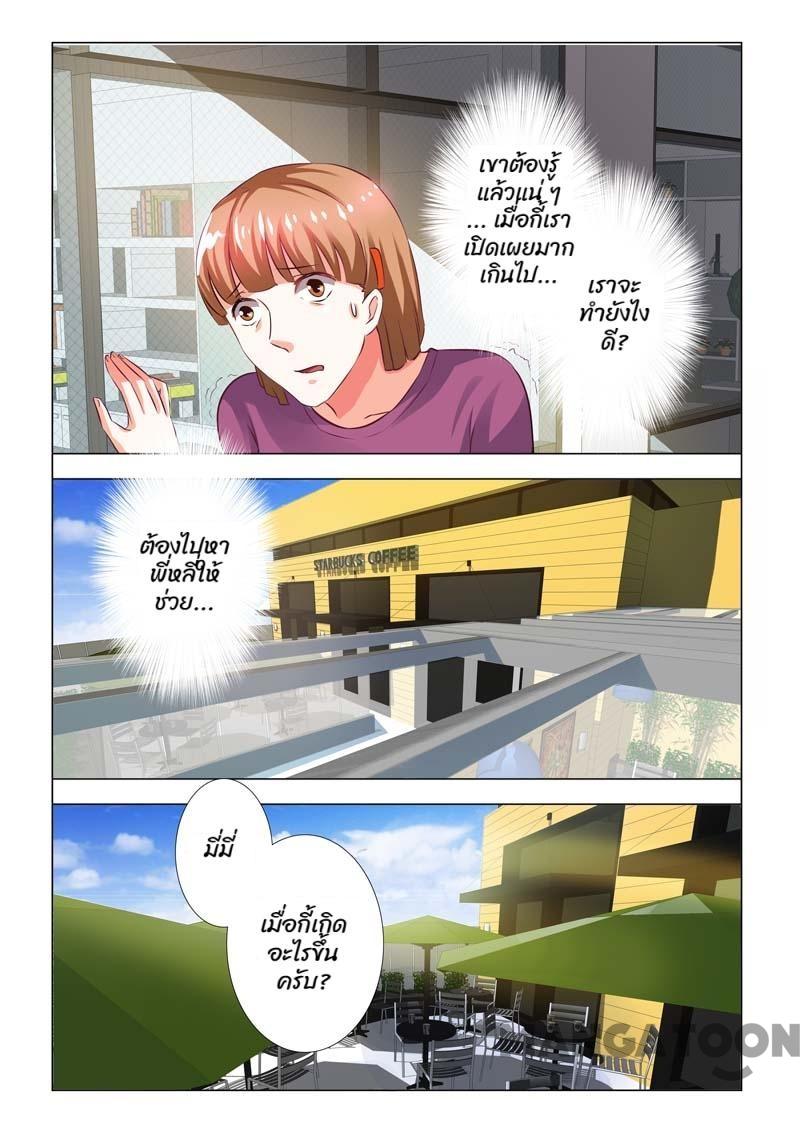 เขาต้องรู้
แล้วแน่ ๆ
... เมื่อกี้เรา
เปิดเผยมาก
เกินไป...
เราจะ
ทำยังไง
ดี?
ต้องไปหา
พี่หลีให้
ช่วย...
STARBUCKS COFFEE
มี่มี่
เมื่อกี้เกิด
อะไรขึ้น
ครับ?
MANGATOON